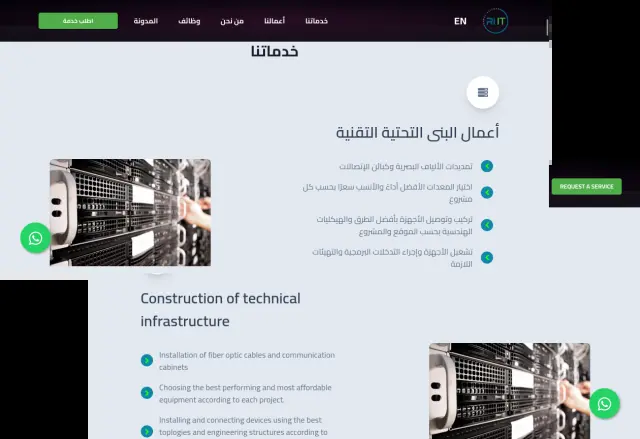 خدماتنا
أعمالنا
من نحن
وظائف
المدونة
اطلب خدمة
EN
RI IT
خدماتنا
أعمال البنى التحتية التقنية
تمديدات الألياف البصرية وكبائن الإتصالات
اختيار المعدات الأفضل أداءً والأنسب سعرًا بحسب كل
مشروع
تركيب وتوصيل الأجهزة بأفضل الطرق والهيكليات
الهندسية بحسب الموقع والمشروع
تشغيل الأجهزة وإجراء التدخلات البرمجية والتهيئات
اللازمة
REQUEST A SERVICE
Construction of technical
infrastructure
Installation of fiber optic cables and communication
cabinets
Choosing the best performing and most affordable
equipment according to each project.
Installing and connecting devices using the best
toplogies and engineering structures according to